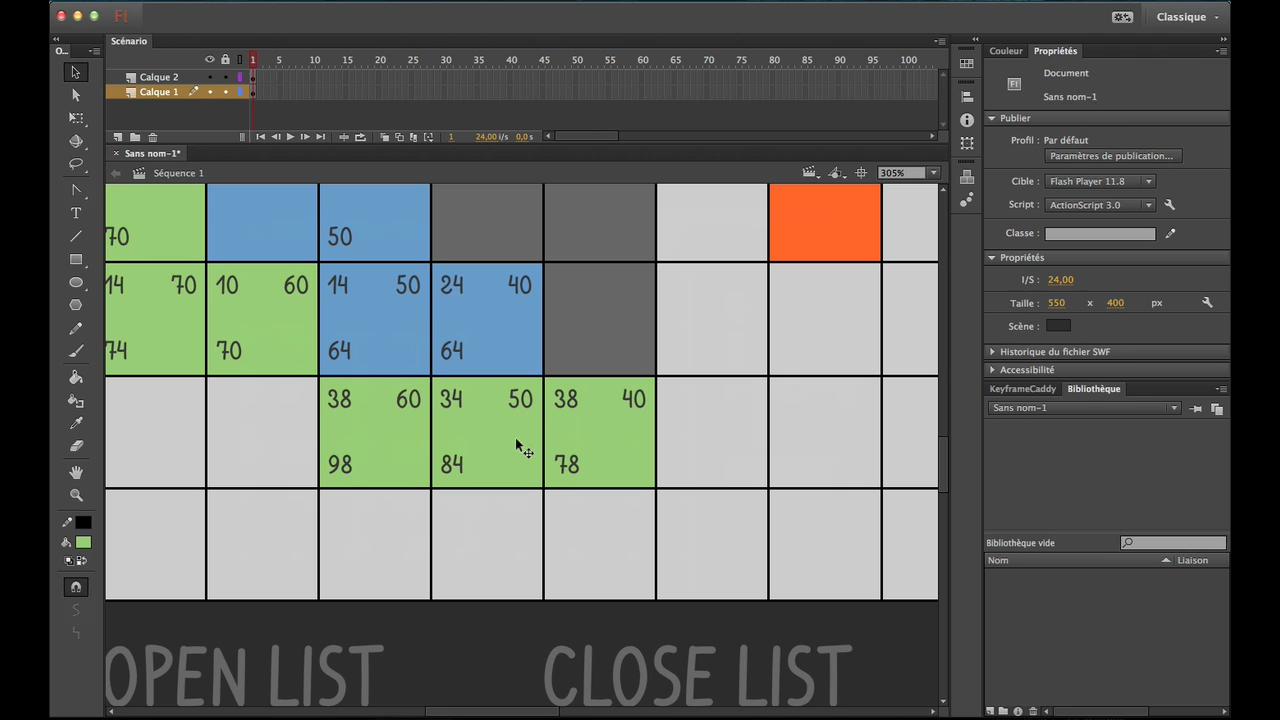 Fl
Classique
Scénario
O...
1 5 10 15 20 25 30 35 40 45 50 55 60 65 70 75 80 85 90 95 100
Calque 2
Calque 1
1 24,00 i/s 0,0 s
Sans nom-1*
Séquence 1
305%
70 50
14 70 10 60 14 50 24 40
74 70 64 64
38 60 34 50 38 40
98 84 78
OPEN LIST CLOSE LIST
Couleur Propriétés
Fl
Document
Sans nom-1
Publier
Profil : Par défaut
Paramètres de publication...
Cible : Flash Player 11.8
Script : ActionScript 3.0
Classe :
Propriétés
I/S : 24,00
Taille : 550 x 400 px
Scène :
Historique du fichier SWF
Accessibilité
KeyframeCaddy Bibliothèque
Sans nom-1
Bibliothèque vide
Nom Liaison